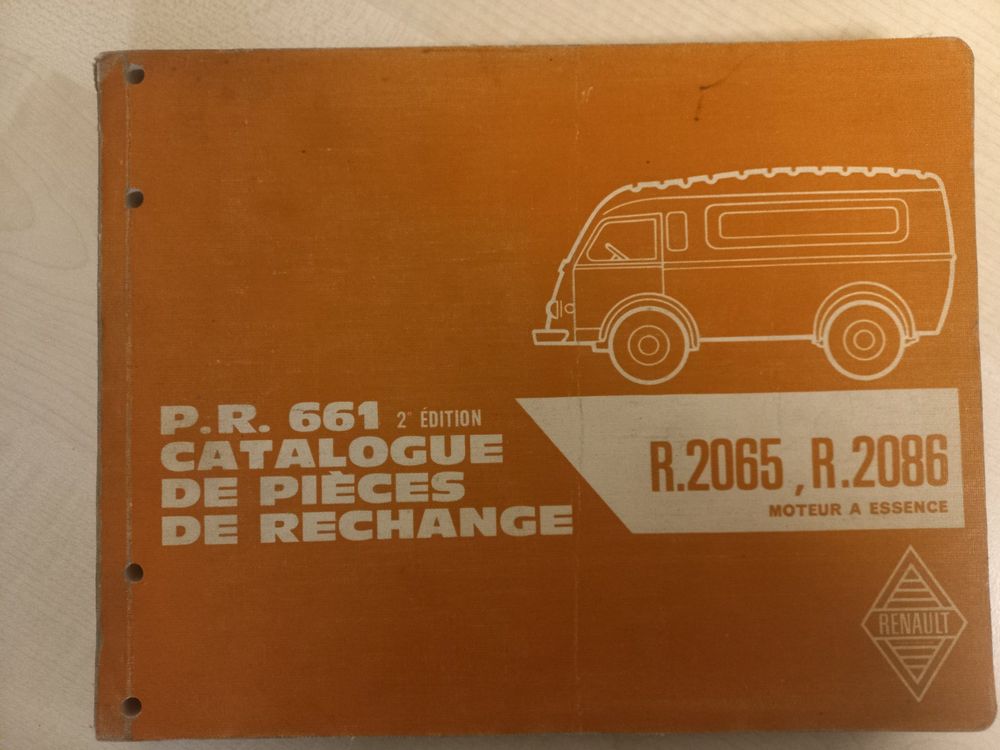 P.R. 661 2e ÉDITION
CATALOGUE
DE PIÈCES
DE RECHANGE
R.2065, R.2086
MOTEUR A ESSENCE
RENAULT